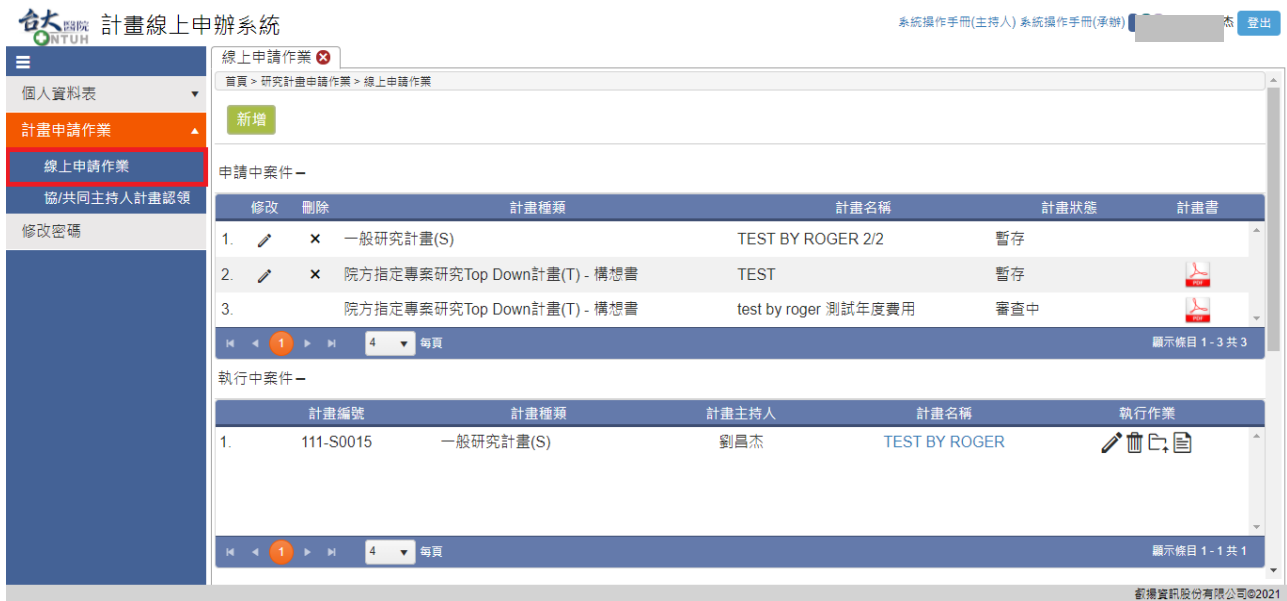 台大醫院 NTUH 計畫線上申辦系統
系統操作手冊(主持人) 系統操作手冊(承辦) 杰 登出
線上申請作業
個人資料表
計畫申請作業
線上申請作業
協/共同主持人計畫認領
修改密碼
首頁 > 研究計畫申請作業 > 線上申請作業
新增
申請中案件
修改 刪除 計畫種類 計畫名稱 計畫狀態 計畫書
1. 一般研究計畫(S) TEST BY ROGER 2/2 暫存
2. 院方指定專案研究Top Down計畫(T) - 構想書 TEST 暫存 PDF
3. 院方指定專案研究Top Down計畫(T) - 構想書 test by roger 測試年度費用 審查中 PDF
1 4 每頁 顯示條目 1 - 3 共 3
執行中案件
計畫編號 計畫種類 計畫主持人 計畫名稱 執行作業
1. 111-S0015 一般研究計畫(S) 劉昌杰 TEST BY ROGER
1 4 每頁 顯示條目 1 - 1 共 1
叡揚資訊股份有限公司©2021